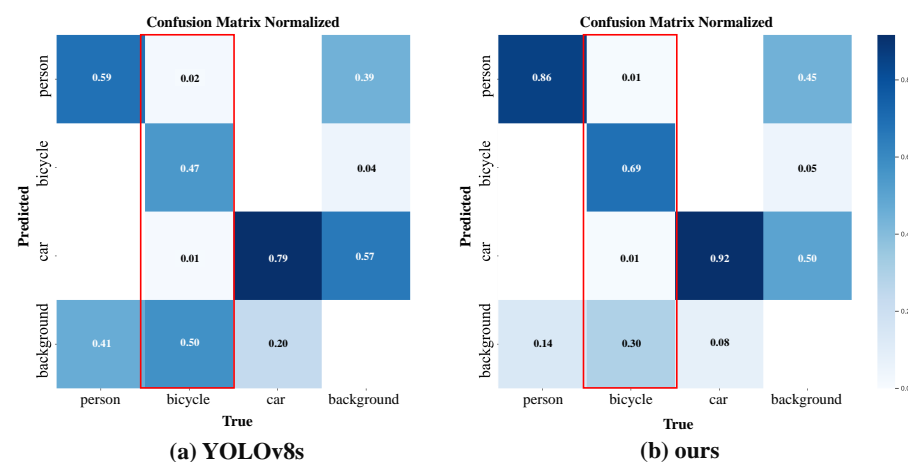 Confusion Matrix Normalized
person 0.59 0.02 0.39
bicycle 0.47 0.04
car 0.01 0.79 0.57
background 0.41 0.50 0.20
Predicted
person bicycle car background
True
(a) YOLOv8s
Confusion Matrix Normalized
person 0.86 0.01 0.45
bicycle 0.69 0.05
car 0.01 0.92 0.50
background 0.14 0.30 0.08
Predicted
person bicycle car background
True
(b) ours